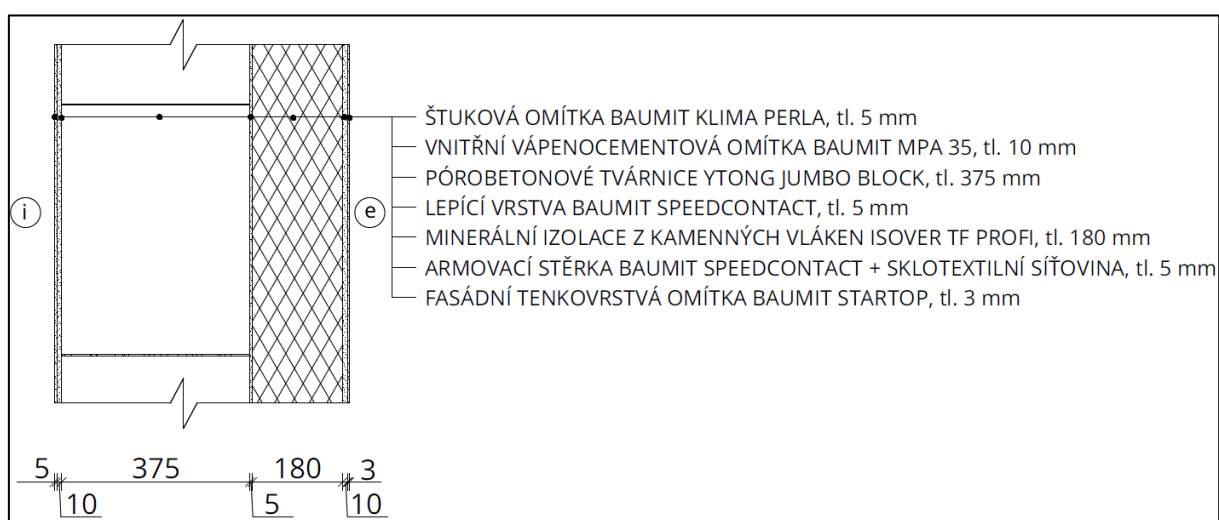 ŠTUKOVÁ OMÍTKA BAUMIT KLIMA PERLA, tl. 5 mm
VNITŘNÍ VÁPENOCEMENTOVÁ OMÍTKA BAUMIT MPA 35, tl. 10 mm
PÓROBETONOVÉ TVÁRNICE YTONG JUMBO BLOCK, tl. 375 mm
i
e
LEPÍCÍ VRSTVA BAUMIT SPEEDCONTACT, tl. 5 mm
MINERÁLNÍ IZOLACE Z KAMENNÝCH VLÁKEN ISOVER TF PROFI, tl. 180 mm
ARMOVACÍ STĚRKA BAUMIT SPEEDCONTACT + SKLOTEXTILNÍ SÍŤOVINA, tl. 5 mm
FASÁDNÍ TENKOVRSTVÁ OMÍTKA BAUMIT STARTOP, tl. 3 mm
5 375 180 3
10 5 10